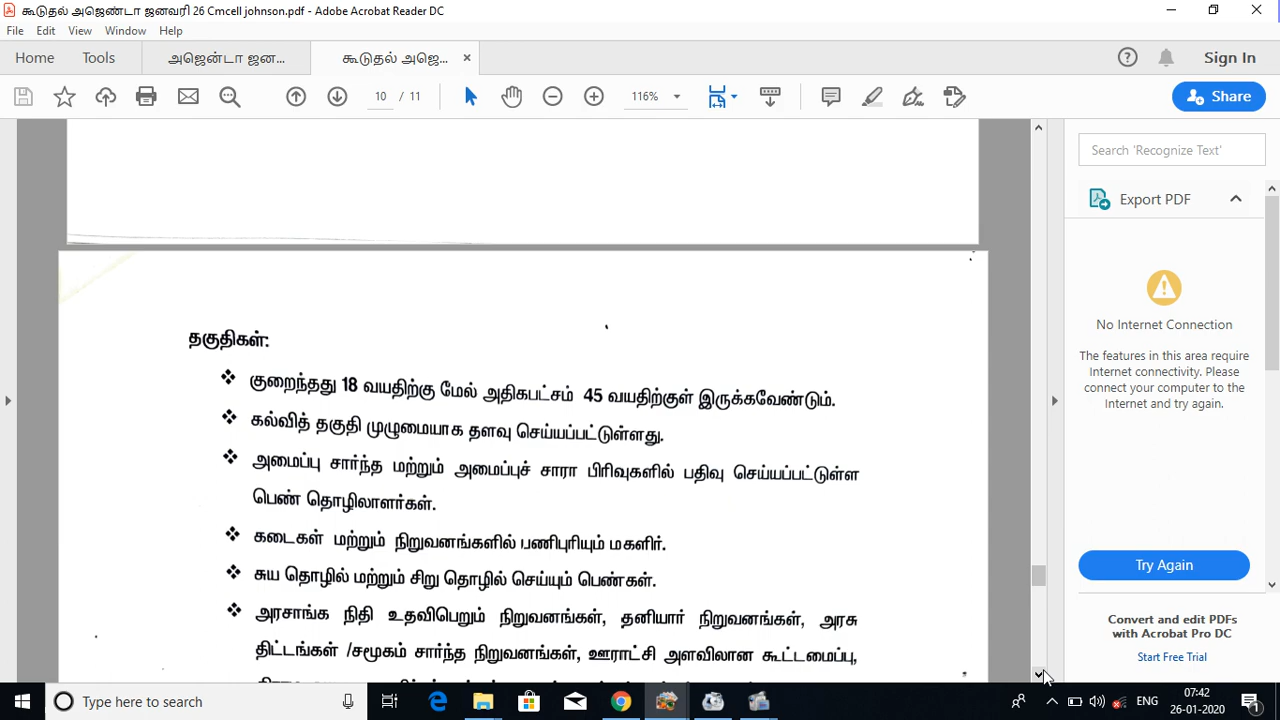 கூடுதல் அஜெண்டா ஜனவரி 26 Cmcell johnson.pdf - Adobe Acrobat Reader DC
File Edit View Window Help
Home Tools அஜென்டா ஜன... கூடுதல் அஜெ... × Sign In
10 / 11 116% Share
Search 'Recognize Text'
Export PDF
No Internet Connection
The features in this area require
Internet connectivity. Please
connect your computer to the
Internet and try again.
Try Again
Convert and edit PDFs
with Acrobat Pro DC
Start Free Trial
தகுதிகள்:
❖ குறைந்தது 18 வயதிற்கு மேல் அதிகபட்சம் 45 வயதிற்குள் இருக்கவேண்டும்.
❖ கல்வித் தகுதி முழுமையாக தளவு செய்யப்பட்டுள்ளது.
❖ அமைப்பு சார்ந்த மற்றும் அமைப்புச் சாரா பிரிவுகளில் பதிவு செய்யப்பட்டுள்ள
பெண் தொழிலாளர்கள்.
❖ கடைகள் மற்றும் நிறுவனங்களில் பணிபுரியும் மகளிர்.
❖ சுய தொழில் மற்றும் சிறு தொழில் செய்யும் பெண்கள்.
❖ அரசாங்க நிதி உதவிபெறும் நிறுவனங்கள், தனியார் நிறுவனங்கள், அரசு
திட்டங்கள் /சமூகம் சார்ந்த நிறுவனங்கள், ஊராட்சி அளவிலான கூட்டமைப்பு,
Type here to search
ENG 07:42
26-01-2020 1